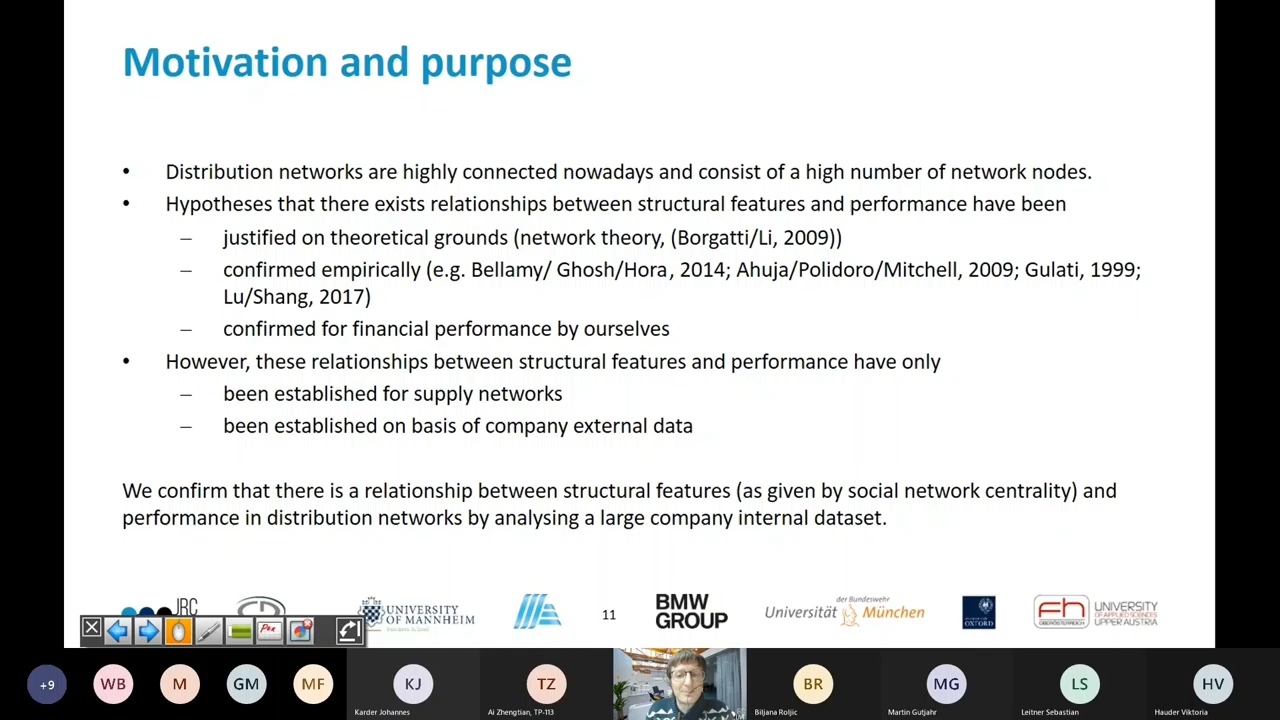 Motivation and purpose
• Distribution networks are highly connected nowadays and consist of a high number of network nodes.
• Hypotheses that there exists relationships between structural features and performance have been
– justified on theoretical grounds (network theory, (Borgatti/Li, 2009))
– confirmed empirically (e.g. Bellamy/ Ghosh/Hora, 2014; Ahuja/Polidoro/Mitchell, 2009; Gulati, 1999;
Lu/Shang, 2017)
– confirmed for financial performance by ourselves
• However, these relationships between structural features and performance have only
– been established for supply networks
– been established on basis of company external data
We confirm that there is a relationship between structural features (as given by social network centrality) and
performance in distribution networks by analysing a large company internal dataset.
JRC
UNIVERSITY
OF MANNHEIM
11
BMW
GROUP
der Bundeswehr
Universität München
OXFORD
fh
OBERÖSTERREICH
UNIVERSITY
OF APPLIED SCIENCES
UPPER AUSTRIA
Pen
+9
WB
M
GM
MF
KJ
Karder Johannes
TZ
Ai Zhengtian, TP-113
BR
Biljana Roljic
MG
Martin Gutjahr
LS
Leitner Sebastian
HV
Hauder Viktoria